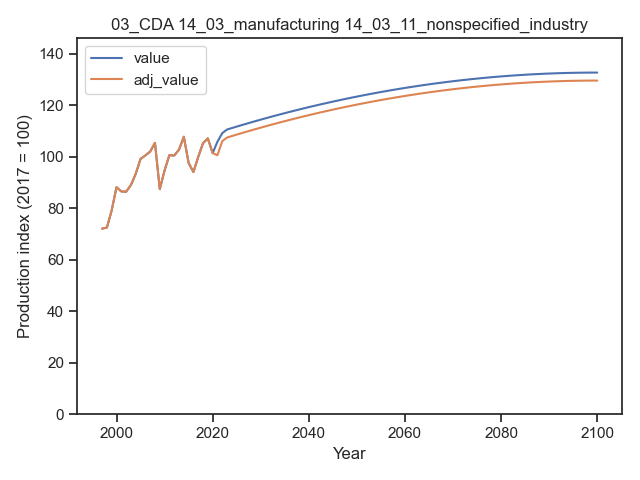 03_CDA 14_03_manufacturing 14_03_11_nonspecified_industry
value
adj_value
Production index (2017 = 100)
140
120
100
80
60
40
20
0
2000 2020 2040 2060 2080 2100
Year